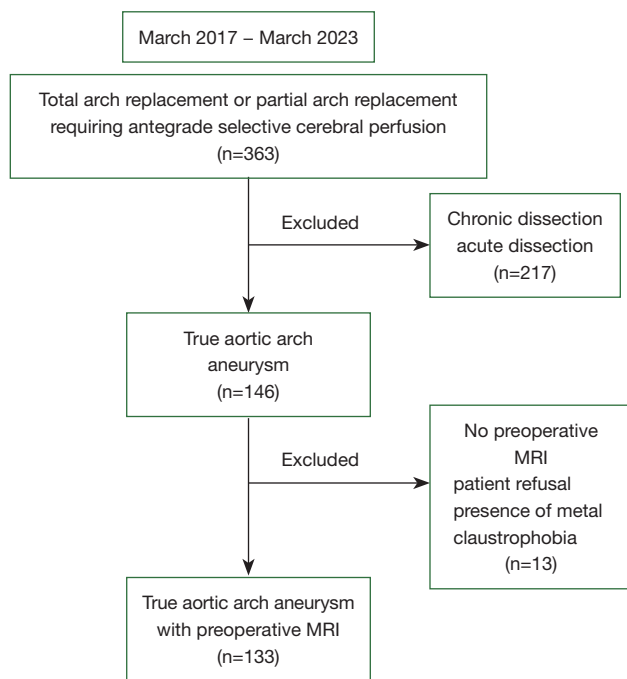 March 2017 – March 2023
Total arch replacement or partial arch replacement
requiring antegrade selective cerebral perfusion
(n=363)
Excluded
Chronic dissection
acute dissection
(n=217)
True aortic arch
aneurysm
(n=146)
Excluded
No preoperative
MRI
patient refusal
presence of metal
claustrophobia
(n=13)
True aortic arch aneurysm
with preoperative MRI
(n=133)